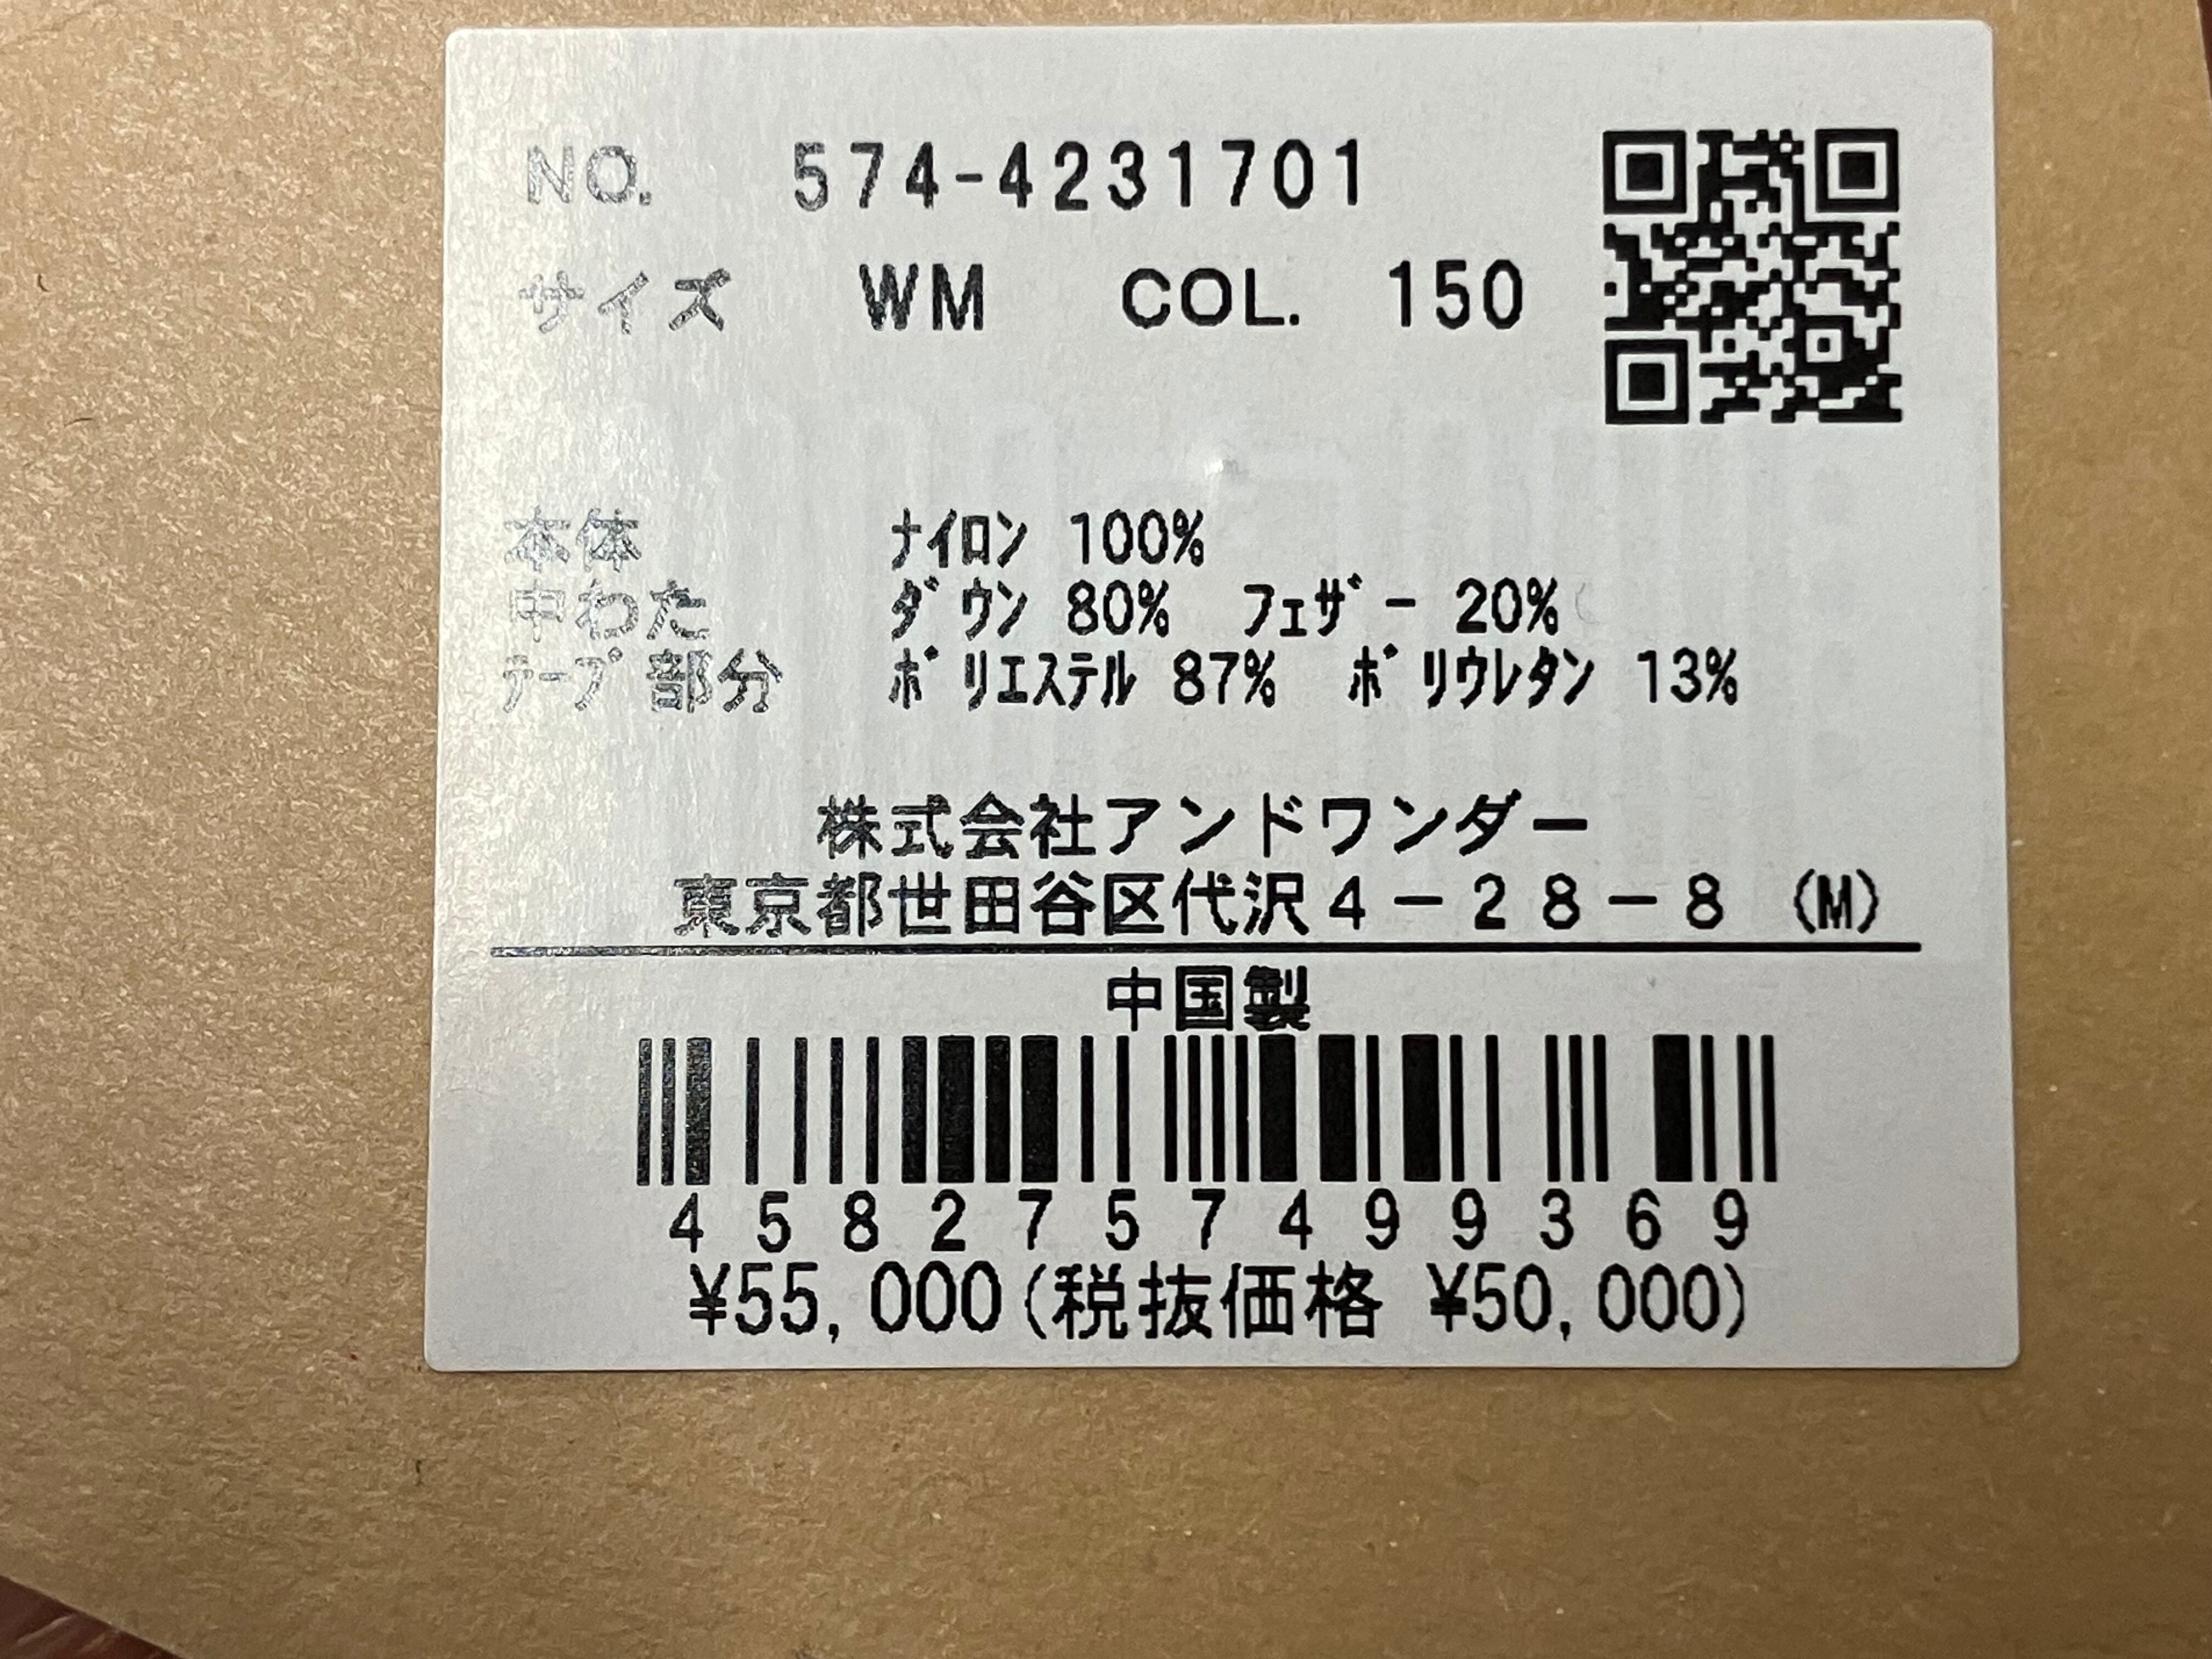 NO. 574-4231701
サイズ WM COL. 150
本体 ﾅｲﾛﾝ 100%
中わた ﾀﾞｳﾝ 80% ﾌｪｻﾞｰ 20%
ﾃｰﾌﾟ部分 ﾎﾟﾘｴｽﾃﾙ 87% ﾎﾟﾘｳﾚﾀﾝ 13%
株式会社アンドワンダー
東京都世田谷区代沢４－２８－８ (M)
中国製
4582757499369
¥55,000(税抜価格 ¥50,000)